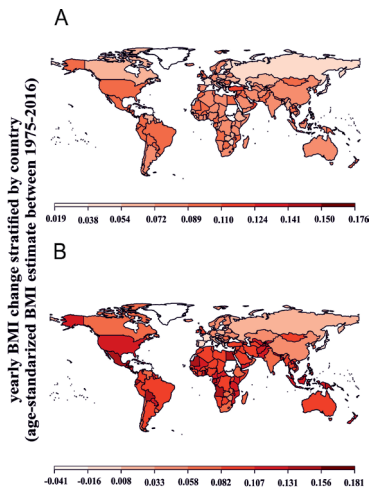 A
yearly BMI change stratified by country
(age-standarized BMI estimate between 1975-2016)
0.019 0.038 0.054 0.072 0.089 0.110 0.124 0.141 0.150 0.176
B
-0.041 -0.016 0.008 0.033 0.058 0.082 0.107 0.131 0.156 0.181